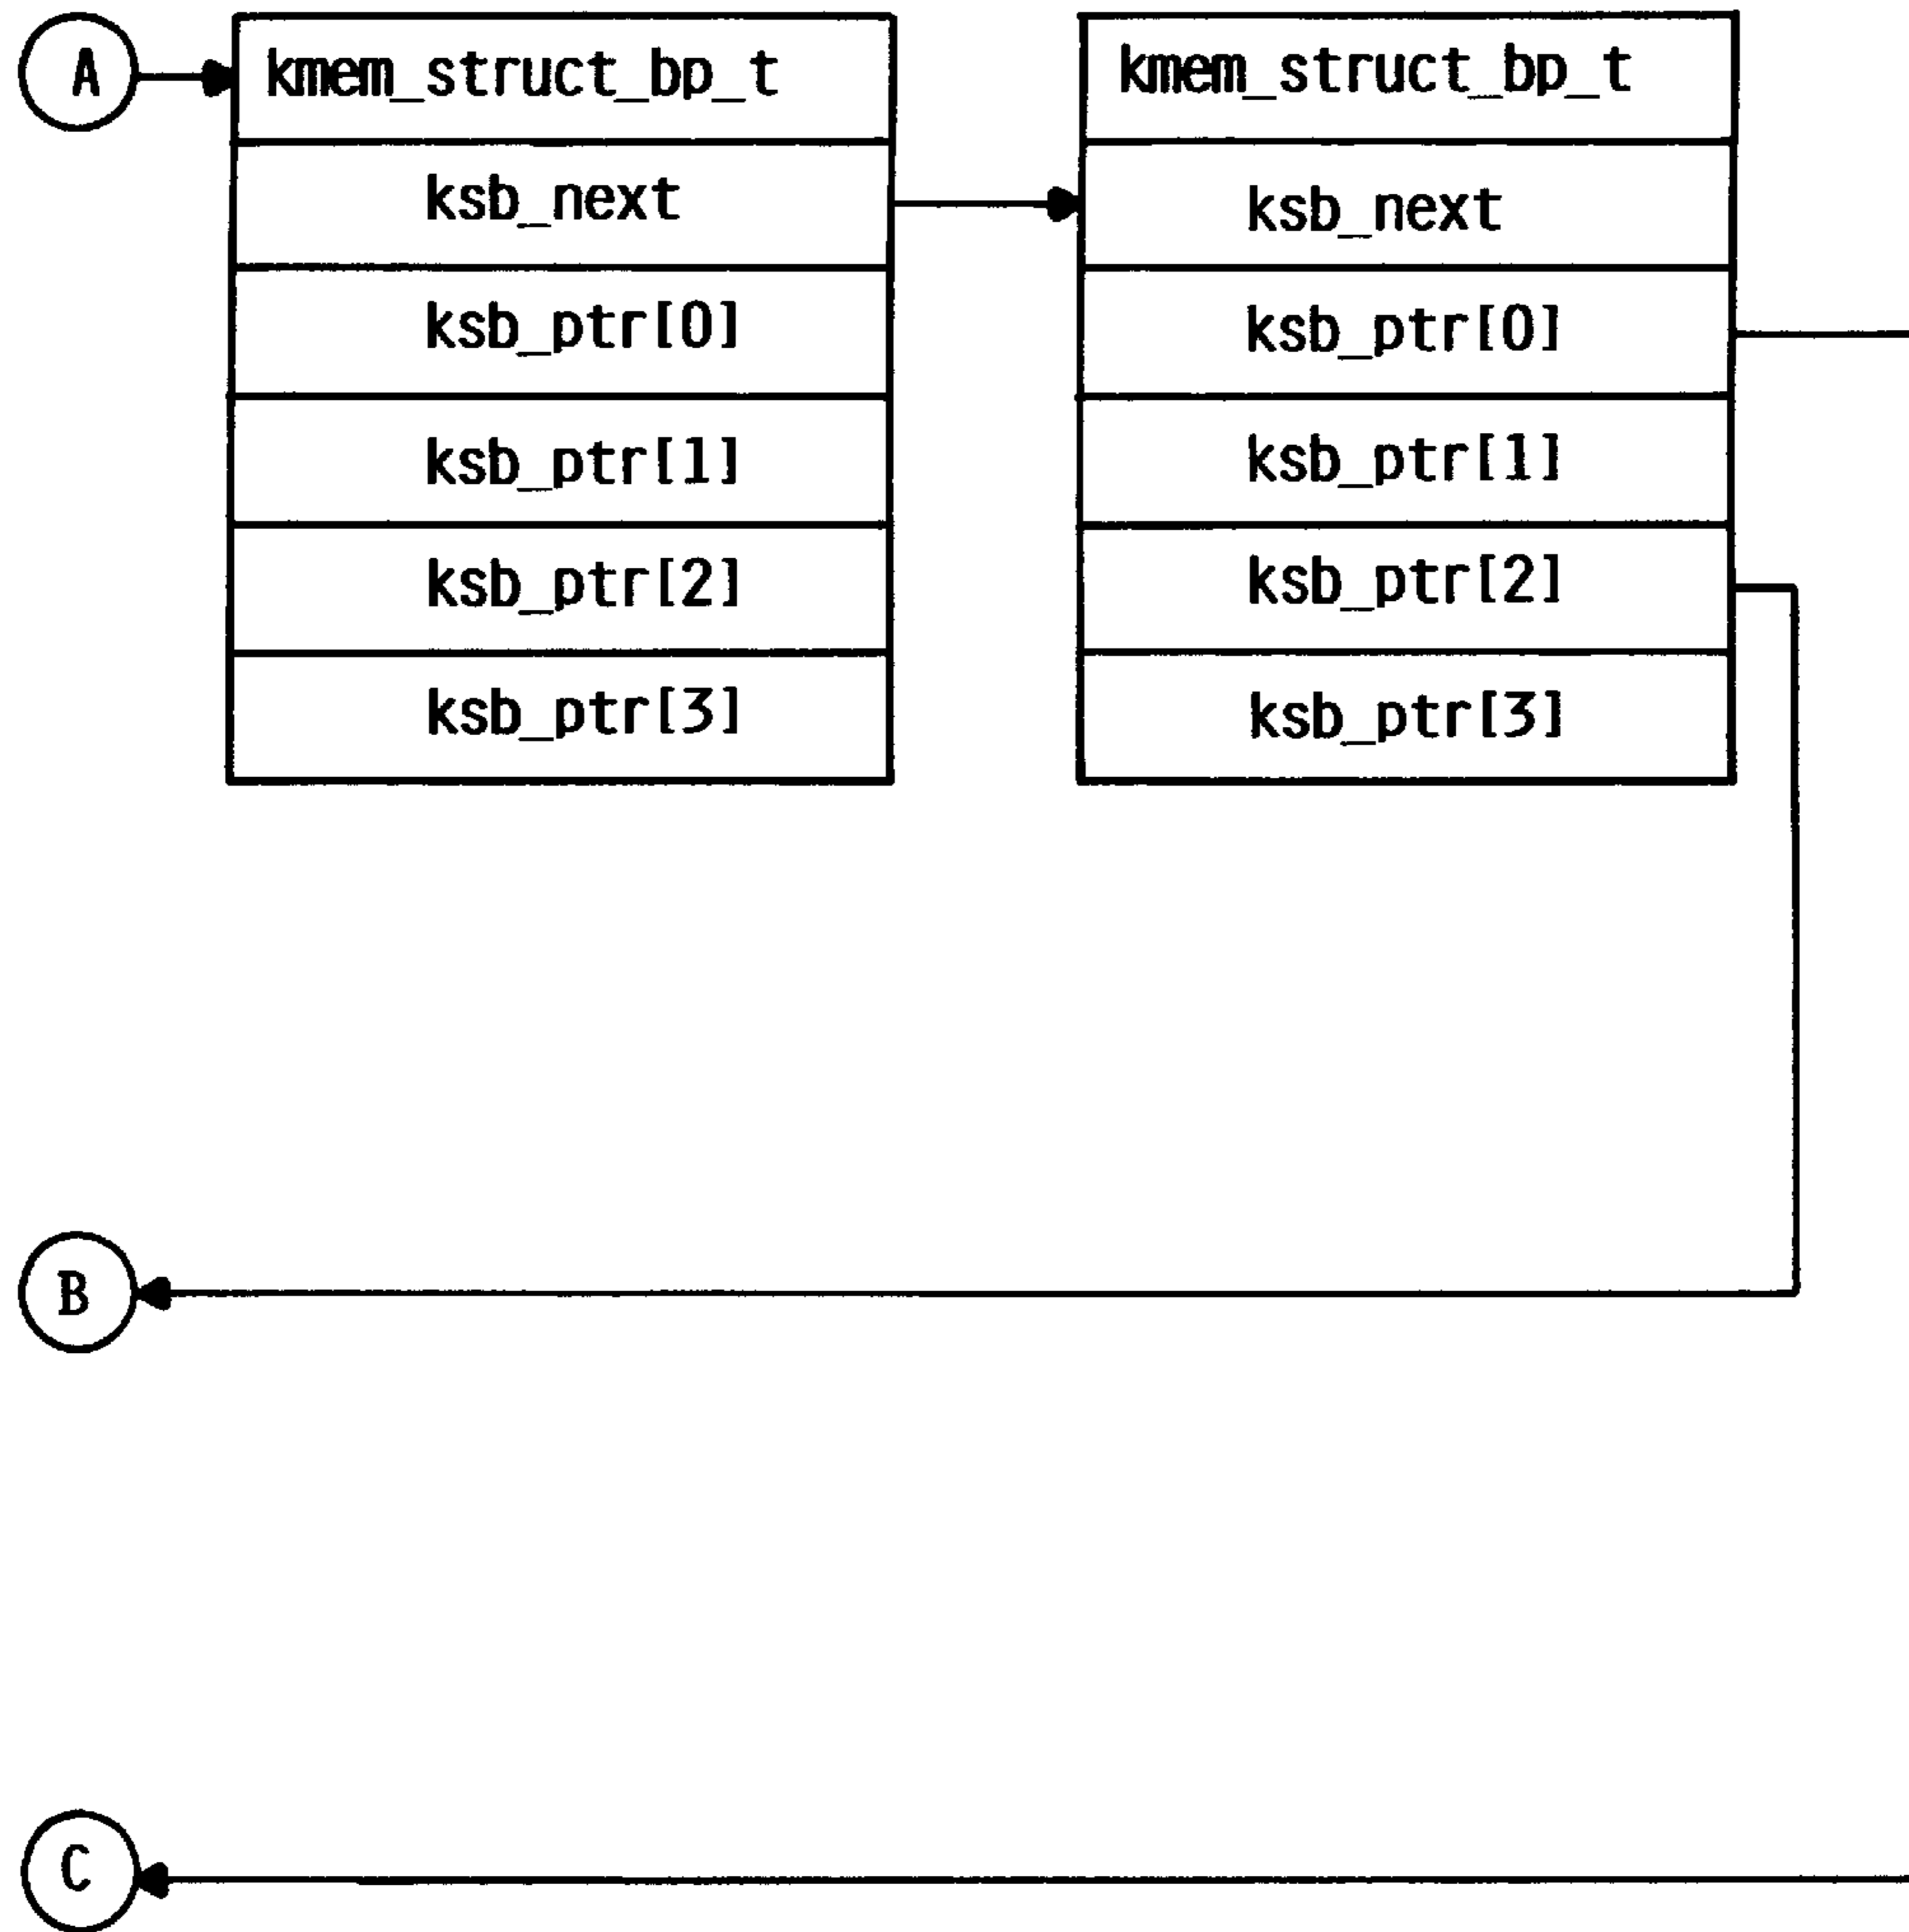 A
kmem_struct_bp_t
ksb_next
ksb_ptr[0]
ksb_ptr[1]
ksb_ptr[2]
ksb_ptr[3]
kmem_struct_bp_t
ksb_next
ksb_ptr[0]
ksb_ptr[1]
ksb_ptr[2]
ksb_ptr[3]
B
C